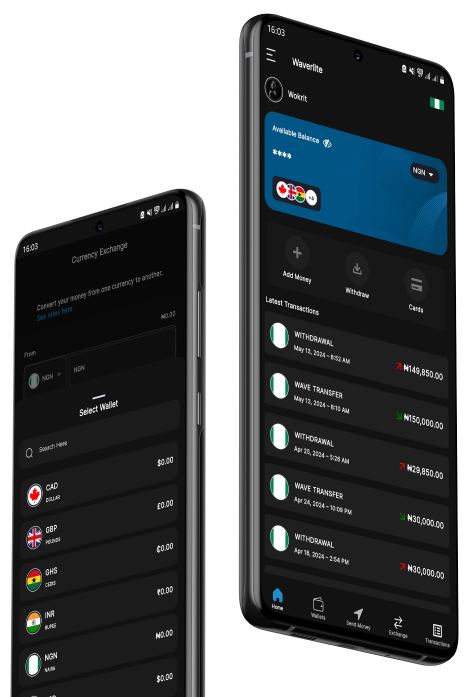 16:03
Currency Exchange
Convert your money from one currency to another.
See rates here
₦0.00
From
NGN
NGN
Select Wallet
Search Here
CAD
DOLLAR
$0.00
GBP
POUNDS
£0.00
GHS
CEDIS
₵0.00
INR
RUPEE
₹0.00
NGN
NAIRA
₦0.00
$0.00
16:03
Waverlite
Wokrit
Available Balance
****
NGN
+4
Add Money
Withdraw
Cards
Latest Transactions
WITHDRAWAL
May 13, 2024 - 8:52 AM
₦149,850.00
WAVE TRANSFER
May 13, 2024 - 8:10 AM
₦150,000.00
WITHDRAWAL
Apr 25, 2024 - 5:26 AM
₦29,850.00
WAVE TRANSFER
Apr 24, 2024 - 10:09 PM
₦30,000.00
WITHDRAWAL
Apr 18, 2024 - 2:54 PM
₦30,000.00
Home
Wallets
Send Money
Exchange
Transactions